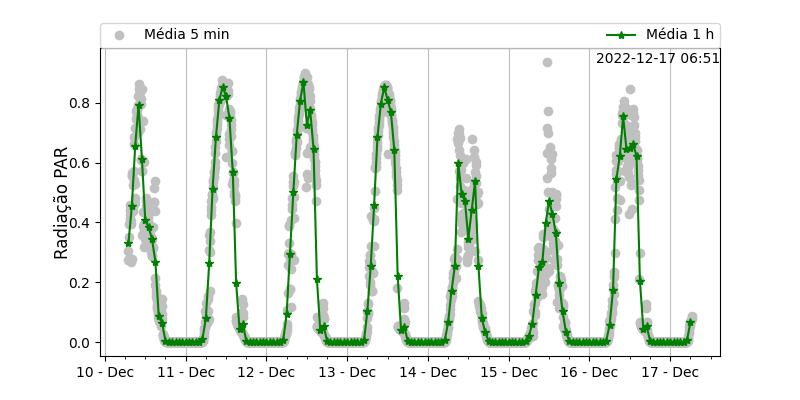 Média 5 min
Média 1 h
2022-12-17 06:51
Radiação PAR
0.8
0.6
0.4
0.2
0.0
10 - Dec
11 - Dec
12 - Dec
13 - Dec
14 - Dec
15 - Dec
16 - Dec
17 - Dec